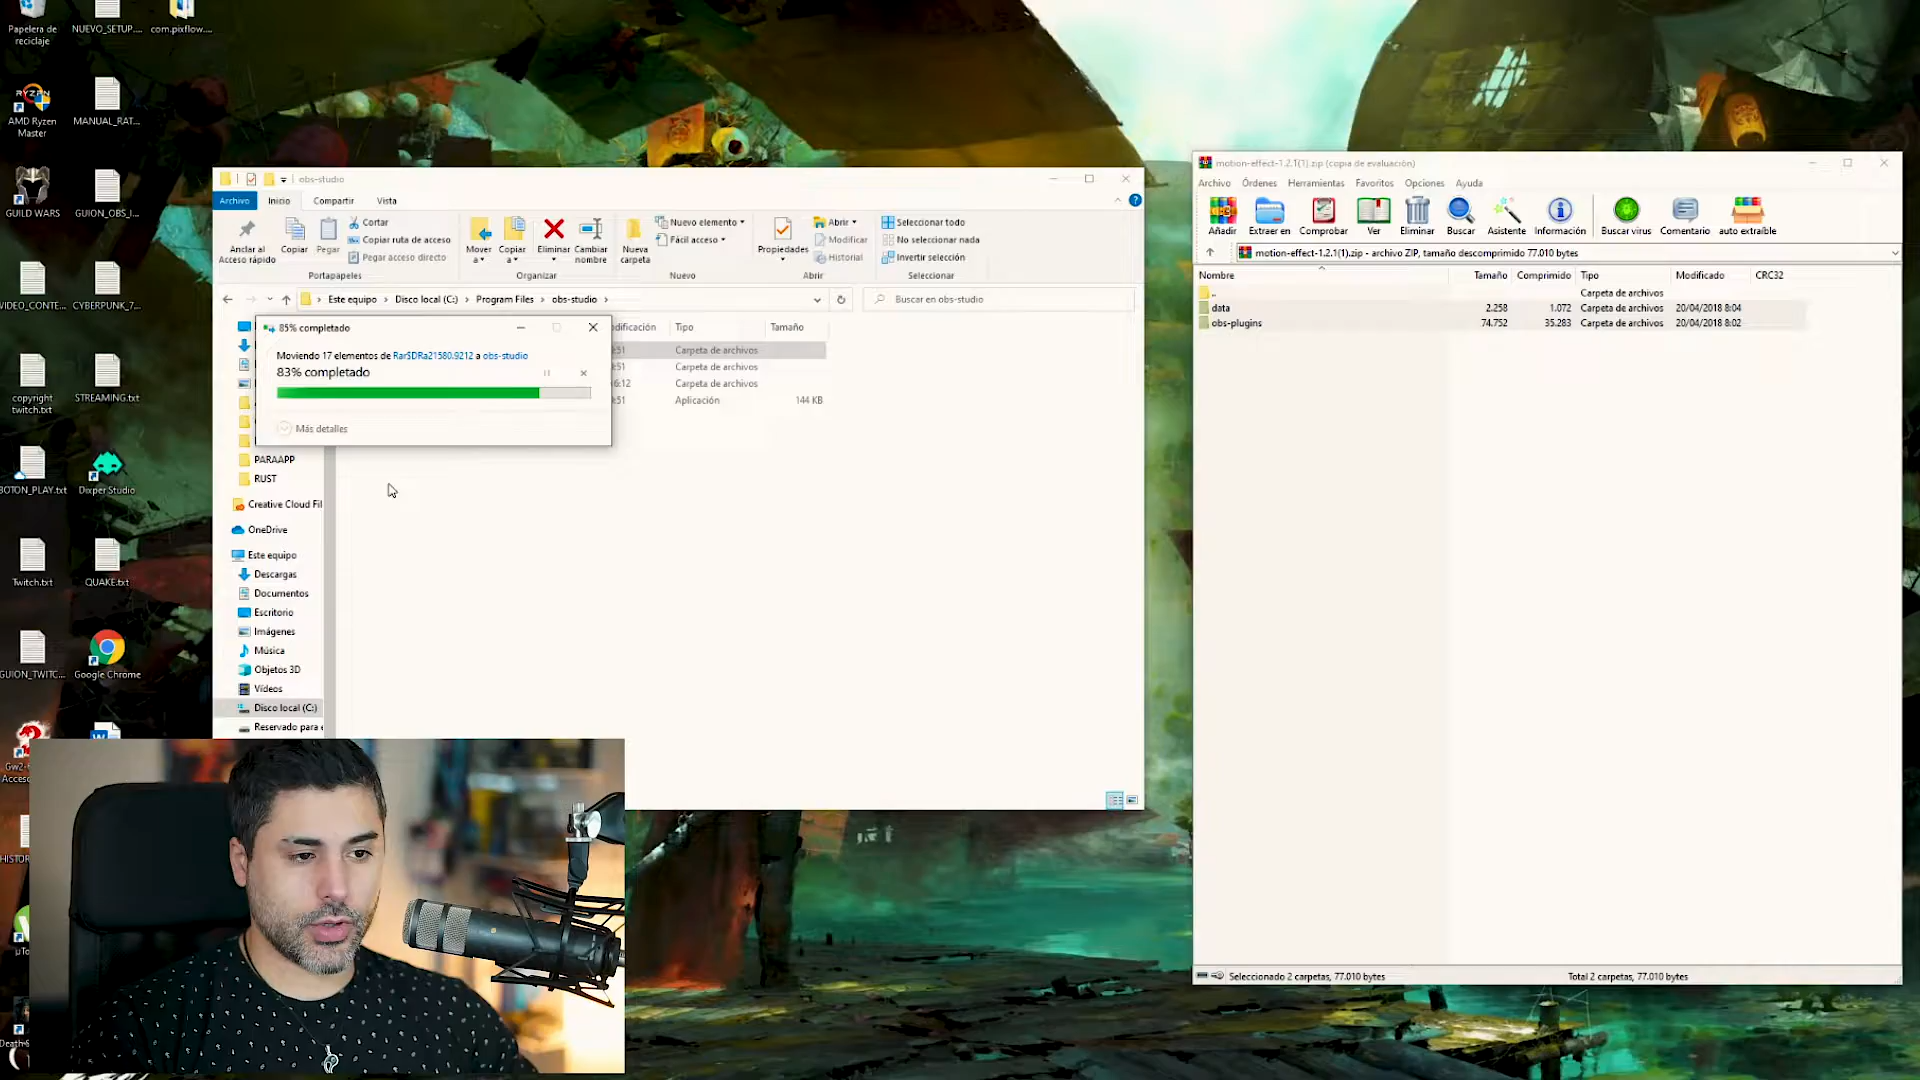 Papelera de
reciclaje
NUEVO_SETUP....
com.pixflow....
AMD Ryzen
Master
MANUAL_RAT...
GUILD WARS
GUION_OBS_I...
VIDEO_CONTE...
CYBERPUNK_7...
copyright
twitch.txt
STREAMING.txt
BOTON_PLAY.txt
Dixper Studio
Twitch.txt
QUAKE.txt
GUION_TWITC...
Google Chrome
obs-studio
Archivo
Inicio
Compartir
Vista
Anclar al
Acceso rápido
Copiar
Pegar
Cortar
Copiar ruta de acceso
Pegar acceso directo
Portapapeles
Mover
a
Copiar
a
Eliminar
Cambiar
nombre
Organizar
Nueva
carpeta
Nuevo elemento
Fácil acceso
Nuevo
Propiedades
Abrir
Modificar
Historial
Abrir
Seleccionar todo
No seleccionar nada
Invertir selección
Seleccionar
Este equipo
Disco local (C:)
Program Files
obs-studio
Buscar en obs-studio
Tipo
Tamaño
Carpeta de archivos
Carpeta de archivos
Carpeta de archivos
Aplicación
144 KB
85% completado
Moviendo 17 elementos de Rar$DRa21580.9212 a obs-studio
83% completado
Más detalles
PARAAPP
RUST
Creative Cloud Fil
OneDrive
Este equipo
Descargas
Documentos
Escritorio
Imágenes
Música
Objetos 3D
Vídeos
Disco local (C:)
Reservado para e
motion-effect-1.2.1(1).zip (copia de evaluación)
Archivo
Órdenes
Herramientas
Favoritos
Opciones
Ayuda
Añadir
Extraer en
Comprobar
Ver
Eliminar
Buscar
Asistente
Información
Buscar virus
Comentario
auto extraible
motion-effect-1.2.1(1).zip - archivo ZIP, tamaño descomprimido 77.010 bytes
Nombre
Tamaño
Comprimido
Tipo
Modificado
CRC32
..
Carpeta de archivos
data
2.258
1.072
Carpeta de archivos
20/04/2018 8:04
obs-plugins
74.752
35.283
Carpeta de archivos
20/04/2018 8:02
Seleccionado 2 carpetas, 77.010 bytes
Total 2 carpetas, 77.010 bytes